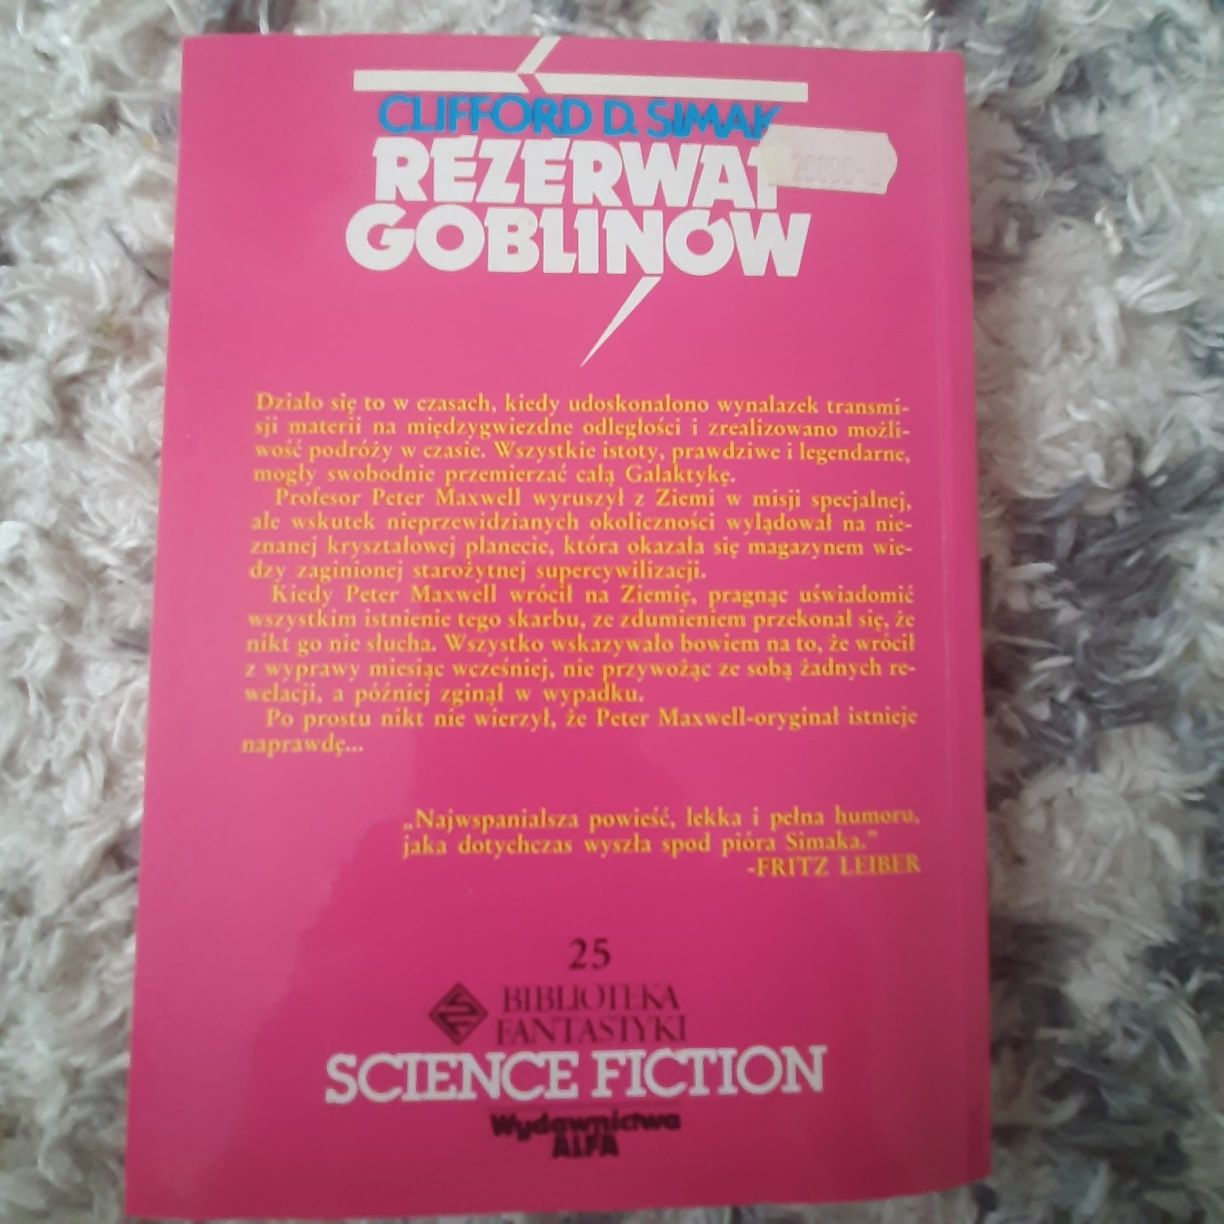 CLIFFORD D. SIMAK
REZERWAT
GOBLINÓW
Działo się to w czasach, kiedy udoskonalono wynalazek transmi-
sji materii na międzygwiezdne odległości i zrealizowano możli-
wość podróży w czasie. Wszystkie istoty, prawdziwe i legendarne,
mogły swobodnie przemierzać całą Galaktykę.
Profesor Peter Maxwell wyruszył z Ziemi w misji specjalnej,
ale wskutek nieprzewidzianych okoliczności wylądował na nie-
znanej kryształowej planecie, która okazała się magazynem wie-
dzy zaginionej starożytnej supercywilizacji.
Kiedy Peter Maxwell wrócił na Ziemię, pragnąc uświadomić
wszystkim istnienie tego skarbu, ze zdumieniem przekonał się, że
nikt go nie słucha. Wszystko wskazywało bowiem na to, że wrócił
z wyprawy miesiąc wcześniej, nie przywożąc ze sobą żadnych re-
welacji, a później zginął w wypadku.
Po prostu nikt nie wierzył, że Peter Maxwell-oryginał istnieje
naprawdę...
„Najwspanialsza powieść, lekka i pełna humoru,
jaka dotychczas wyszła spod pióra Simaka."
-FRITZ LEIBER
25
BIBLIOTEKA
FANTASTYKI
SCIENCE FICTION
Wydawnictwa
ALFA